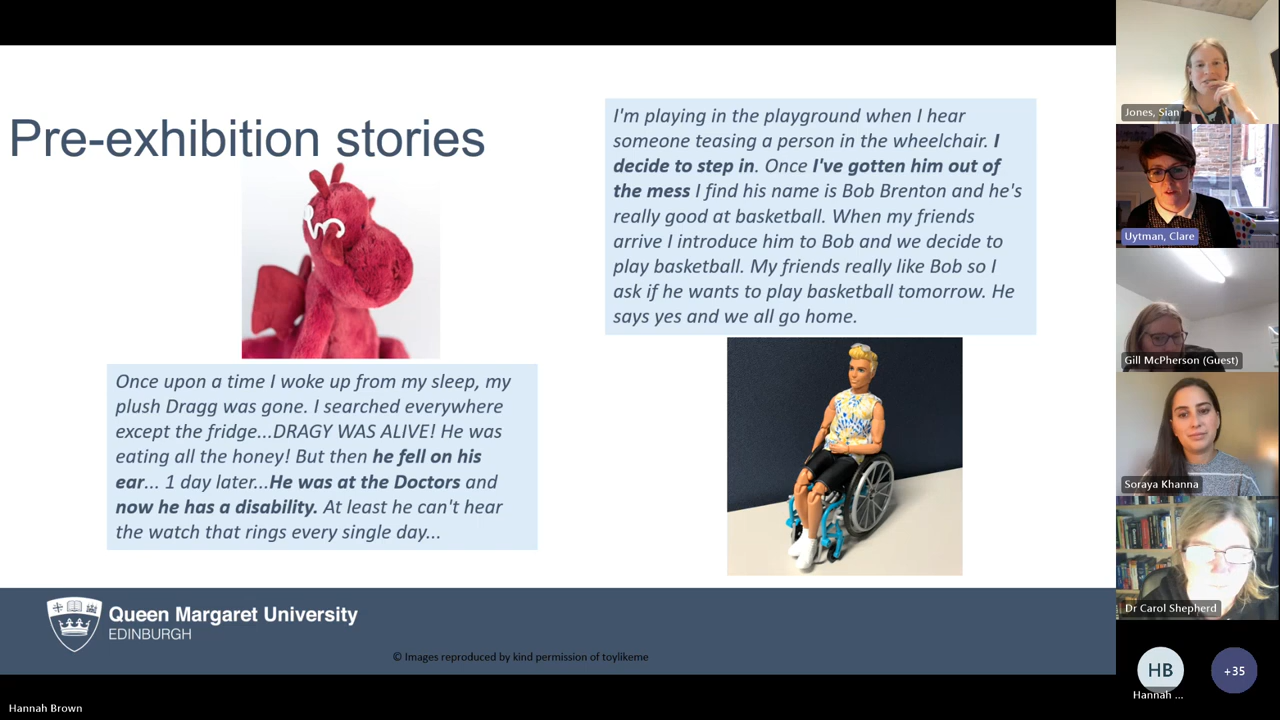 Pre-exhibition stories
I'm playing in the playground when I hear
someone teasing a person in the wheelchair. I
decide to step in. Once I've gotten him out of
the mess I find his name is Bob Brenton and he's
really good at basketball. When my friends
arrive I introduce him to Bob and we decide to
play basketball. My friends really like Bob so I
ask if he wants to play basketball tomorrow. He
says yes and we all go home.
Once upon a time I woke up from my sleep, my
plush Dragg was gone. I searched everywhere
except the fridge...DRAGY WAS ALIVE! He was
eating all the honey! But then he fell on his
ear... 1 day later...He was at the Doctors and
now he has a disability. At least he can't hear
the watch that rings every single day...
Queen Margaret University
EDINBURGH
© Images reproduced by kind permission of toylikeme
Hannah Brown
Jones, Sian
Uytman, Clare
Gill McPherson (Guest)
Soraya Khanna
Dr Carol Shepherd
HB
Hannah ...
+35